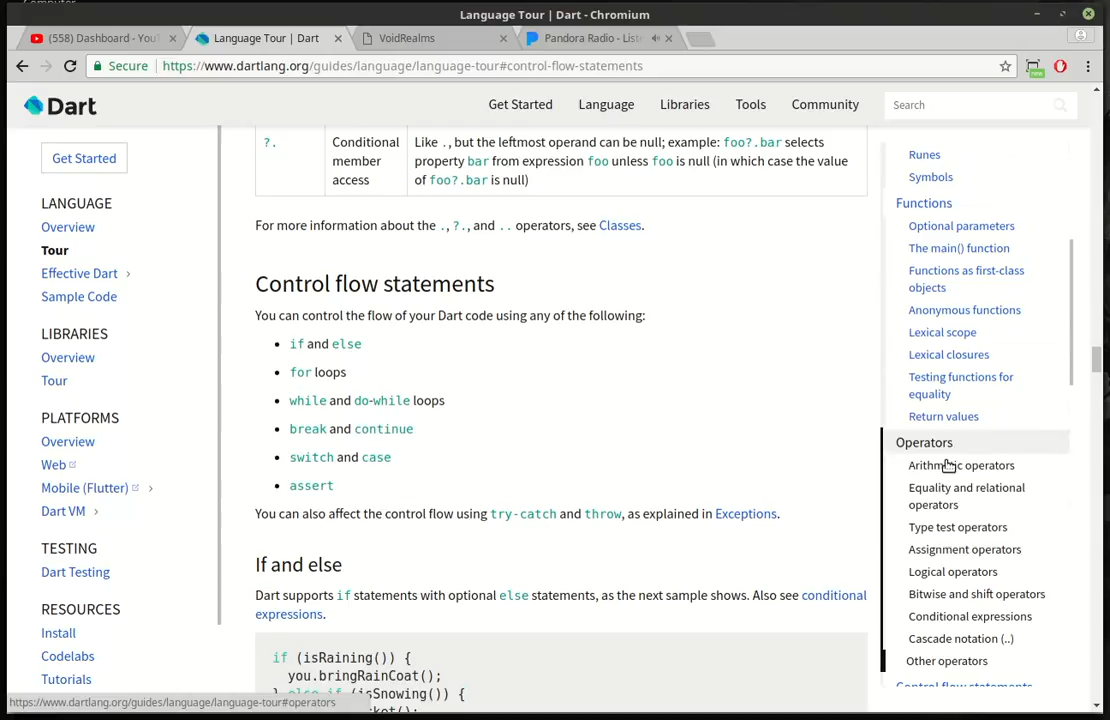 Language Tour | Dart - Chromium
(558) Dashboard - You
Language Tour | Dart
VoidRealms
Pandora Radio - Liste
Secure
https://www.dartlang.org/guides/language/language-tour#control-flow-statements
new
Dart
Get Started
Language
Libraries
Tools
Community
Search
Get Started
LANGUAGE
Overview
Tour
Effective Dart
Sample Code
LIBRARIES
Overview
Tour
PLATFORMS
Overview
Web
Mobile (Flutter)
Dart VM
TESTING
Dart Testing
RESOURCES
Install
Codelabs
Tutorials
?.
Conditional
member
access
Like ., but the leftmost operand can be null; example: foo?.bar selects
property bar from expression foo unless foo is null (in which case the value
of foo?.bar is null)
For more information about the ., ?., and .. operators, see Classes.
Control flow statements
You can control the flow of your Dart code using any of the following:
• if and else
• for loops
• while and do-while loops
• break and continue
• switch and case
• assert
You can also affect the control flow using try-catch and throw, as explained in Exceptions.
If and else
Dart supports if statements with optional else statements, as the next sample shows. Also see conditional
expressions.
if (isRaining()) {
you.bringRainCoat();
} else if (isSnowing()) {
Runes
Symbols
Functions
Optional parameters
The main() function
Functions as first-class
objects
Anonymous functions
Lexical scope
Lexical closures
Testing functions for
equality
Return values
Operators
Arithmetic operators
Equality and relational
operators
Type test operators
Assignment operators
Logical operators
Bitwise and shift operators
Conditional expressions
Cascade notation (..)
Other operators
Control flow statements
https://www.dartlang.org/guides/language/language-tour#operators